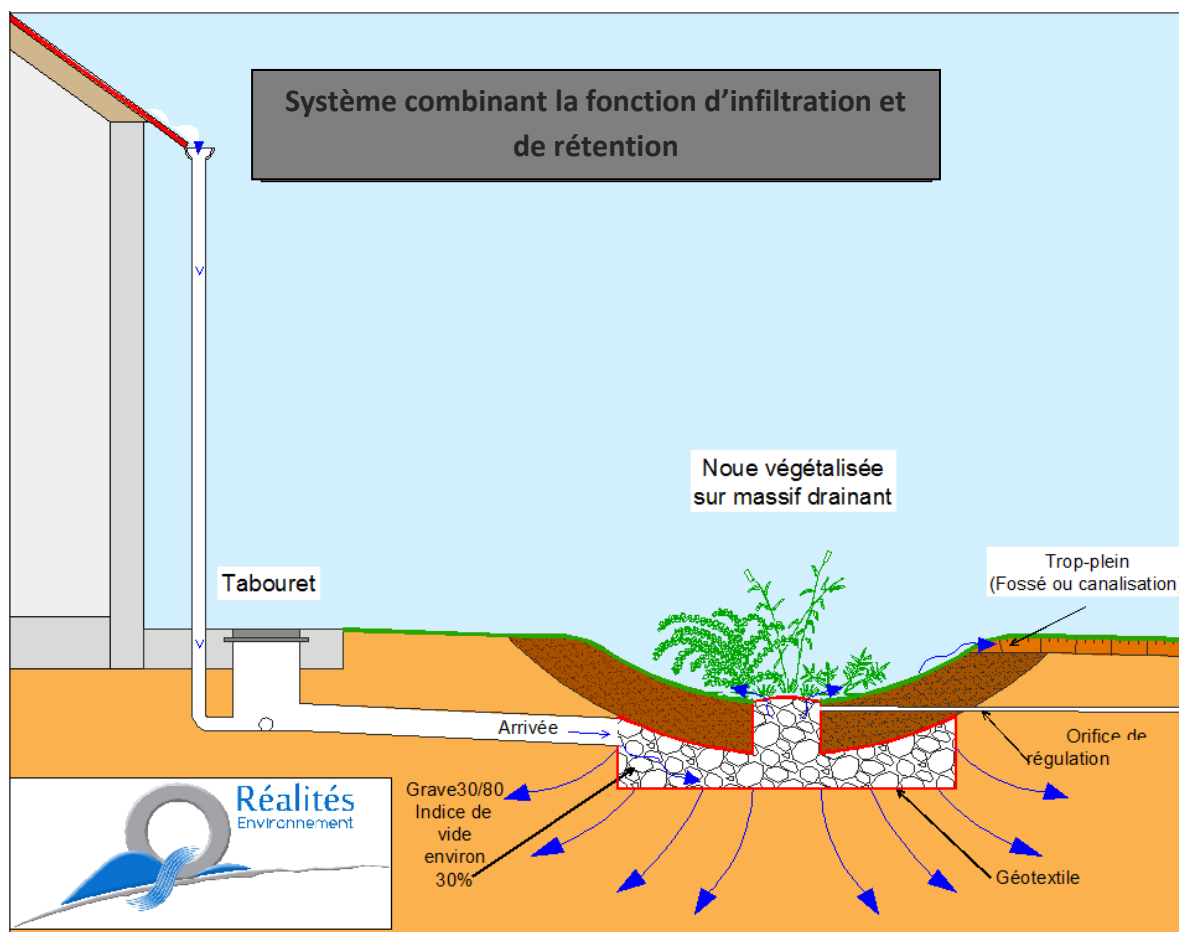 Système combinant la fonction d'infiltration et
de rétention
Noue végétalisée
sur massif drainant
Trop-plein
(Fossé ou canalisation)
Tabouret
Arrivée
Orifice de
régulation
Grave30/80
Indice de
vide
environ
30%
Géotextile
Réalités
Environnement